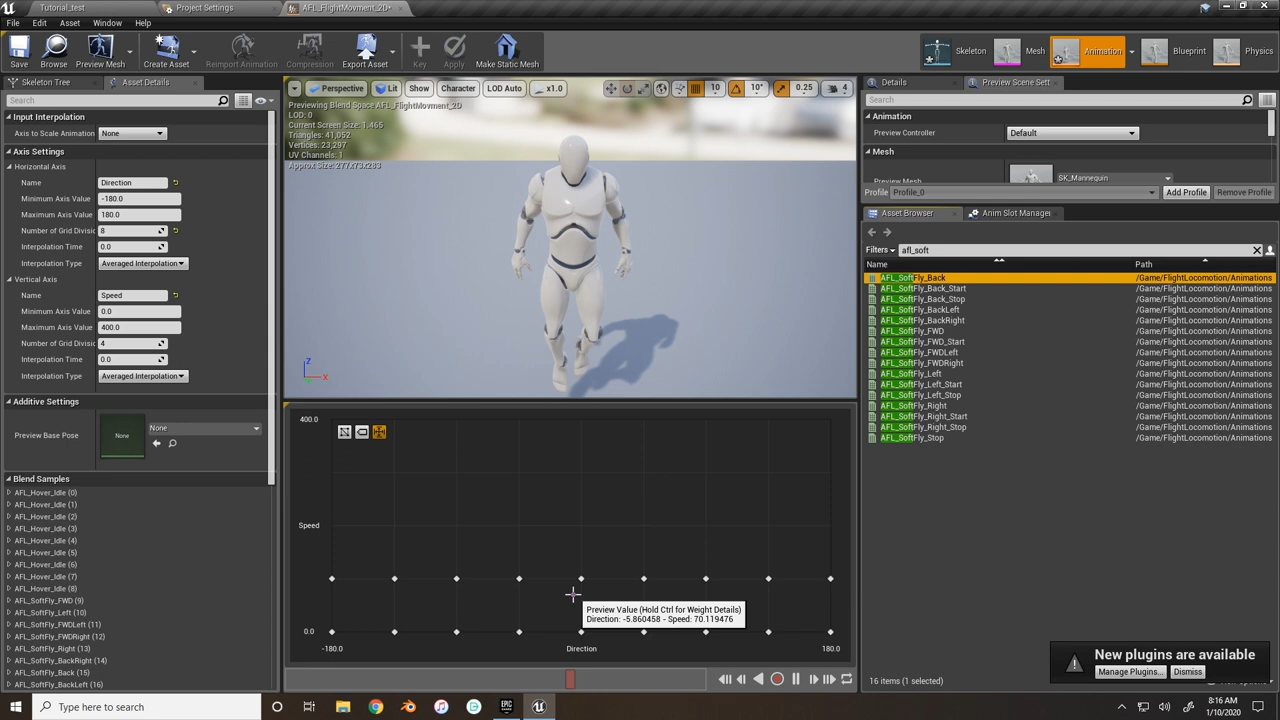 Tutorial_test
Project Settings
AFL_FlightMovment_2D*
File Edit Asset Window Help
Save Browse Preview Mesh Create Asset Reimport Animation Compression Export Asset Key Apply Make Static Mesh
Skeleton Mesh Animation Blueprint Physics
Skeleton Tree Asset Details
Search
Input Interpolation
Axis to Scale Animation None
Axis Settings
Horizontal Axis
Name Direction
Minimum Axis Value -180.0
Maximum Axis Value 180.0
Number of Grid Divisic 8
Interpolation Time 0.0
Interpolation Type Averaged Interpolation
Vertical Axis
Name Speed
Minimum Axis Value 0.0
Maximum Axis Value 400.0
Number of Grid Divisic 4
Interpolation Time 0.0
Interpolation Type Averaged Interpolation
Additive Settings
Preview Base Pose None None
Blend Samples
AFL_Hover_Idle (0)
AFL_Hover_Idle (1)
AFL_Hover_Idle (2)
AFL_Hover_Idle (3)
AFL_Hover_Idle (4)
AFL_Hover_Idle (5)
AFL_Hover_Idle (6)
AFL_Hover_Idle (7)
AFL_Hover_Idle (8)
AFL_SoftFly_FWD (9)
AFL_SoftFly_Left (10)
AFL_SoftFly_FWDLeft (11)
AFL_SoftFly_FWDRight (12)
AFL_SoftFly_Right (13)
AFL_SoftFly_BackRight (14)
AFL_SoftFly_Back (15)
AFL_SoftFly_BackLeft (16)
Perspective Lit Show Character LOD Auto x1.0 10 10° 0.25 4
Previewing Blend Space AFL_FlightMovment_2D
LOD: 0
Current Screen Size: 1.465
Triangles: 41,052
Vertices: 23,297
UV Channels: 1
Approx Size: 277x73x283
Z
X
400.0
Speed
0.0
-180.0 Direction 180.0
Preview Value (Hold Ctrl for Weight Details)
Direction: -5.860458 - Speed: 70.119476
Details Preview Scene Sett
Search
Animation
Preview Controller Default
Mesh
Preview Mesh SK_Mannequin
Profile Profile_0 Add Profile Remove Profile
Asset Browser Anim Slot Manager
Filters afl_soft
Name Path
AFL_SoftFly_Back /Game/FlightLocomotion/Animations
AFL_SoftFly_Back_Start /Game/FlightLocomotion/Animations
AFL_SoftFly_Back_Stop /Game/FlightLocomotion/Animations
AFL_SoftFly_BackLeft /Game/FlightLocomotion/Animations
AFL_SoftFly_BackRight /Game/FlightLocomotion/Animations
AFL_SoftFly_FWD /Game/FlightLocomotion/Animations
AFL_SoftFly_FWD_Start /Game/FlightLocomotion/Animations
AFL_SoftFly_FWDLeft /Game/FlightLocomotion/Animations
AFL_SoftFly_FWDRight /Game/FlightLocomotion/Animations
AFL_SoftFly_Left /Game/FlightLocomotion/Animations
AFL_SoftFly_Left_Start /Game/FlightLocomotion/Animations
AFL_SoftFly_Left_Stop /Game/FlightLocomotion/Animations
AFL_SoftFly_Right /Game/FlightLocomotion/Animations
AFL_SoftFly_Right_Start /Game/FlightLocomotion/Animations
AFL_SoftFly_Right_Stop /Game/FlightLocomotion/Animations
AFL_SoftFly_Stop /Game/FlightLocomotion/Animations
New plugins are available
Manage Plugins... Dismiss
16 items (1 selected)
Type here to search
EPIC GAMES
8:16 AM
1/10/2020